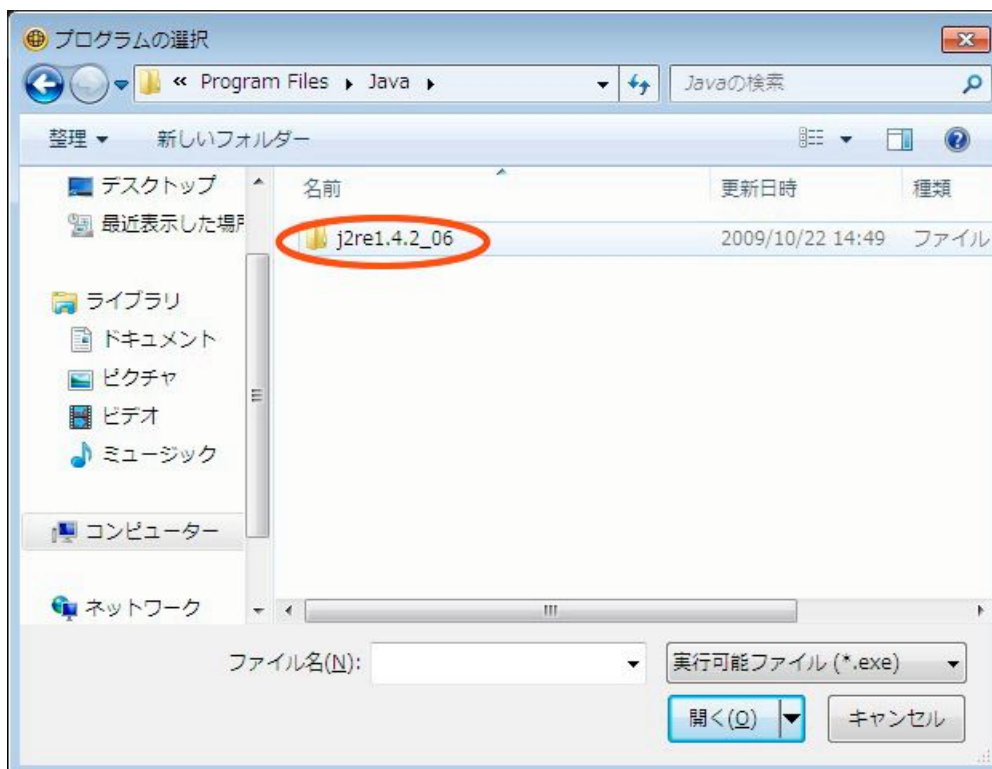 プログラムの選択
« Program Files ▸ Java ▸
Javaの検索
整理 ▼ 新しいフォルダー
デスクトップ
最近表示した場所
ライブラリ
ドキュメント
ピクチャ
ビデオ
ミュージック
コンピューター
ネットワーク
名前 更新日時 種類
j2re1.4.2_06 2009/10/22 14:49 ファイル
ファイル名(N):
実行可能ファイル (*.exe)
開く(O)
キャンセル